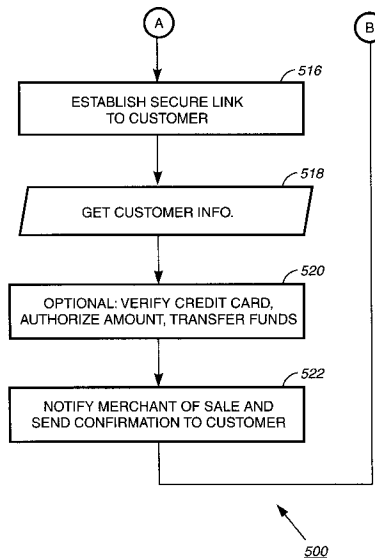 A
B
516
ESTABLISH SECURE LINK
TO CUSTOMER
518
GET CUSTOMER INFO.
520
OPTIONAL: VERIFY CREDIT CARD,
AUTHORIZE AMOUNT, TRANSFER FUNDS
522
NOTIFY MERCHANT OF SALE AND
SEND CONFIRMATION TO CUSTOMER
500